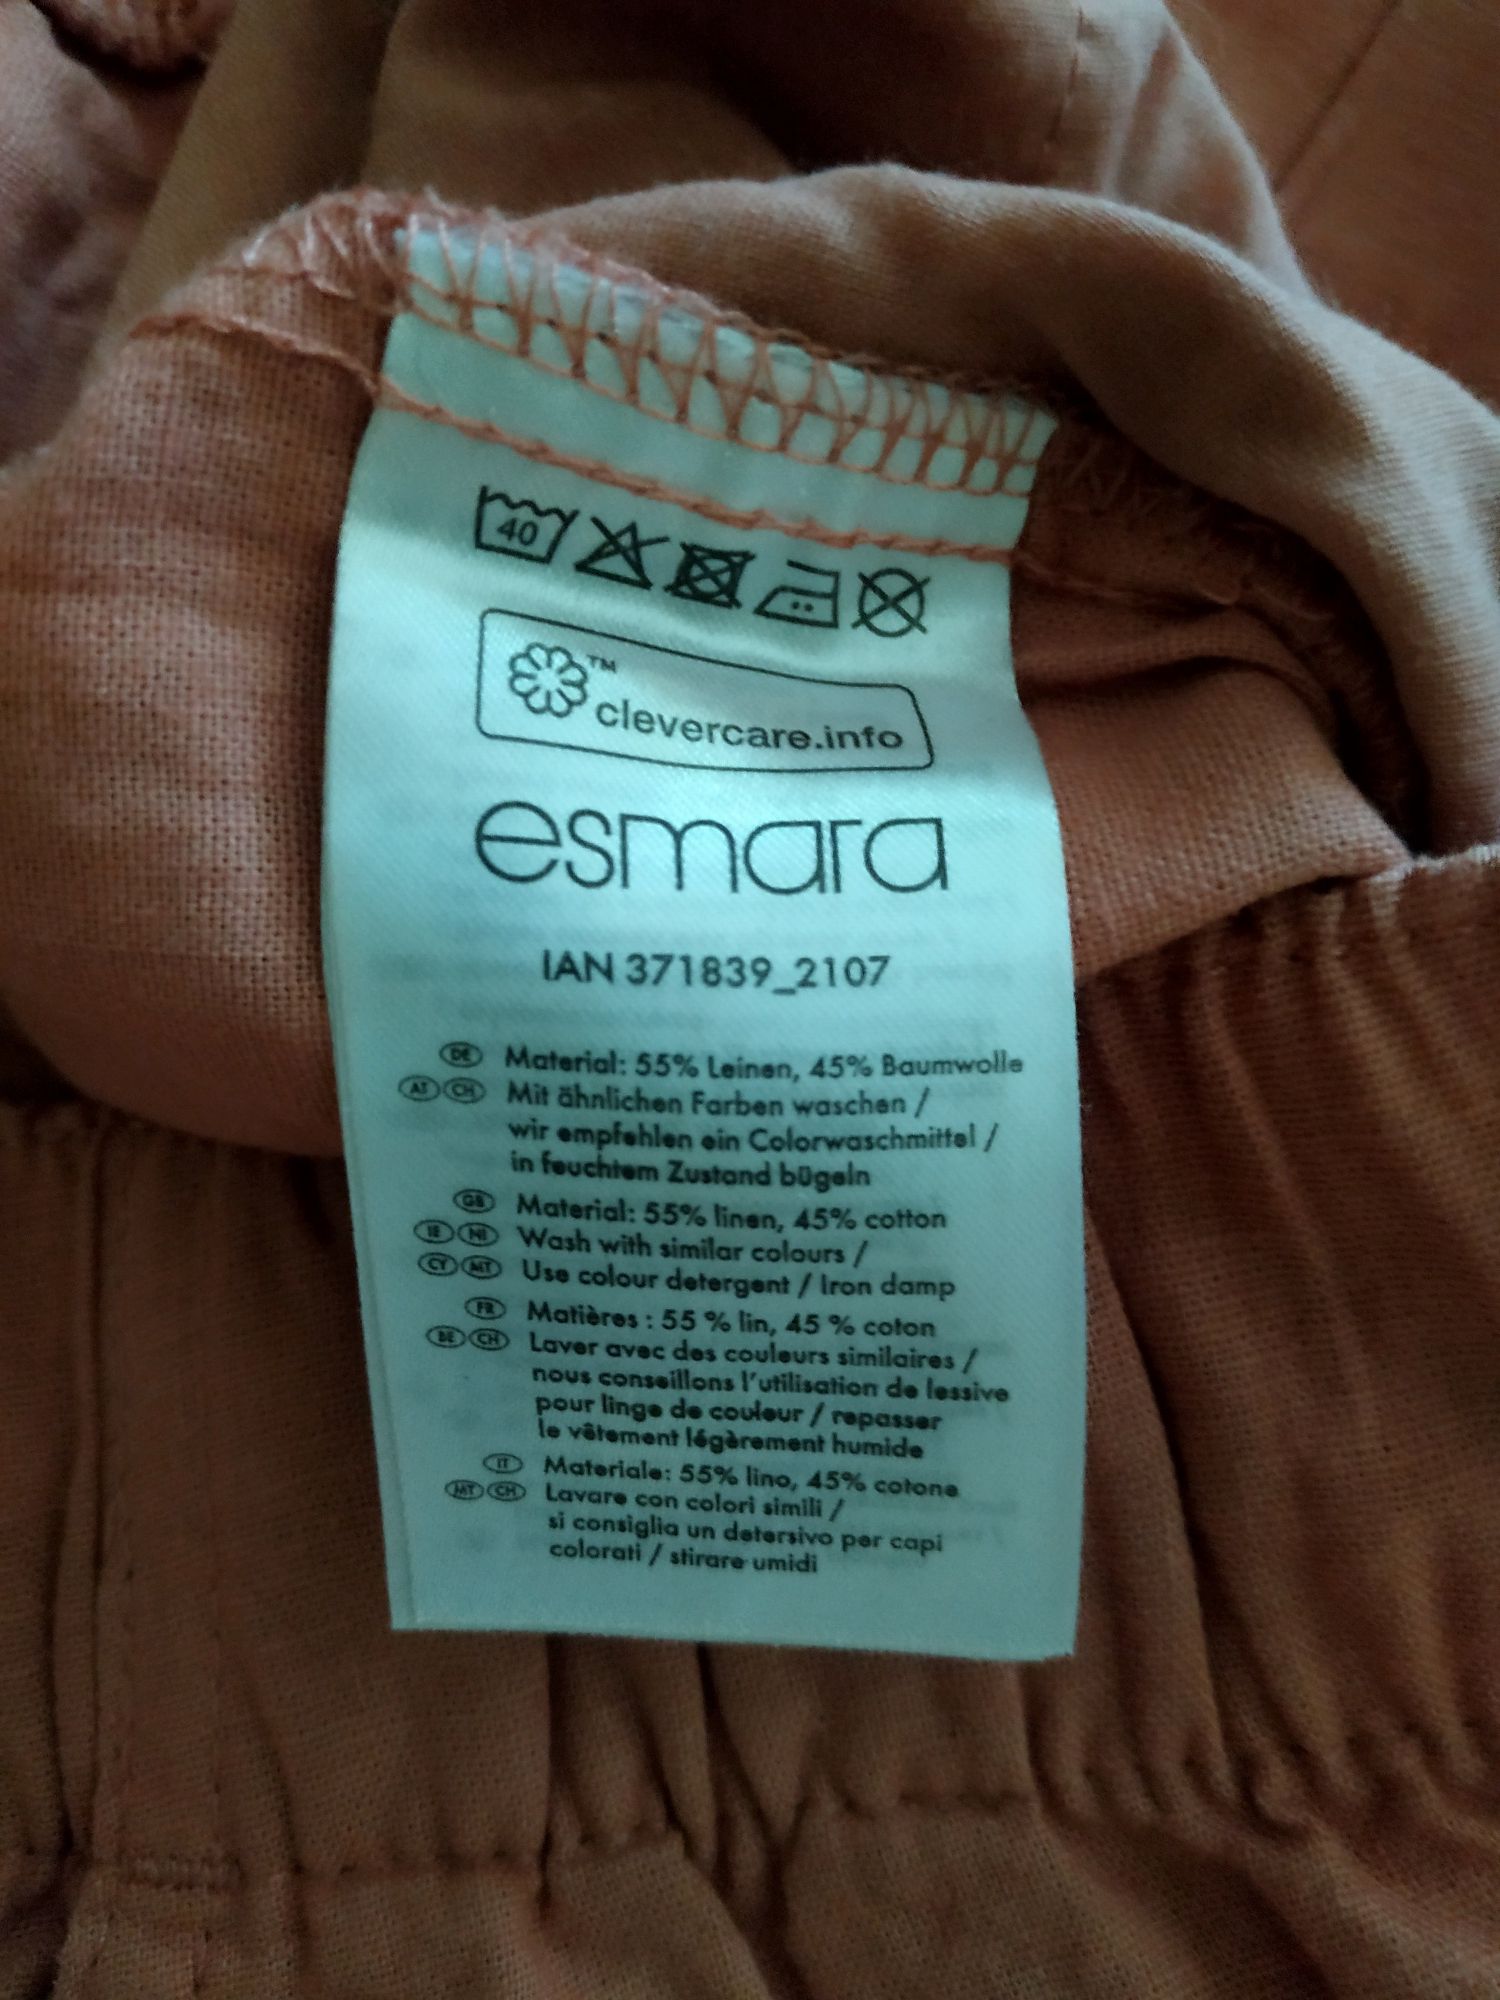 40
™
clevercare.info
esmara
IAN 371839_2107
DE Material: 55% Leinen, 45% Baumwolle
AT CH Mit ähnlichen Farben waschen /
wir empfehlen ein Colorwaschmittel /
in feuchtem Zustand bügeln
GB Material: 55% linen, 45% cotton
IE NI Wash with similar colours /
CY MT Use colour detergent / Iron damp
FR Matières : 55 % lin, 45 % coton
BE CH Laver avec des couleurs similaires /
nous conseillons l'utilisation de lessive
pour linge de couleur / repasser
le vêtement légèrement humide
IT Materiale: 55% lino, 45% cotone
MT CH Lavare con colori simili /
si consiglia un detersivo per capi
colorati / stirare umidi